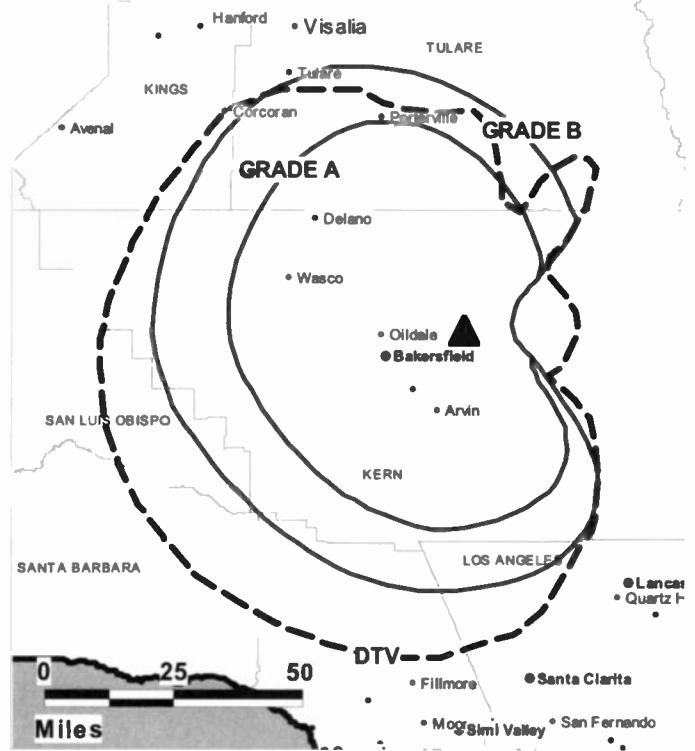 Hanford
Visalia
TULARE
Tulare
KINGS
Corcoran
Porterville
Avenal
GRADE B
GRADE A
Delano
Wasco
Oildale
Bakersfield
Arvin
SAN LUIS OBISPO
KERN
LOS ANGELES
SANTA BARBARA
Lancas
Quartz H
DTV
0 25 50
Miles
Fillmore
Santa Clarita
Moor
Simi Valley
San Fernando